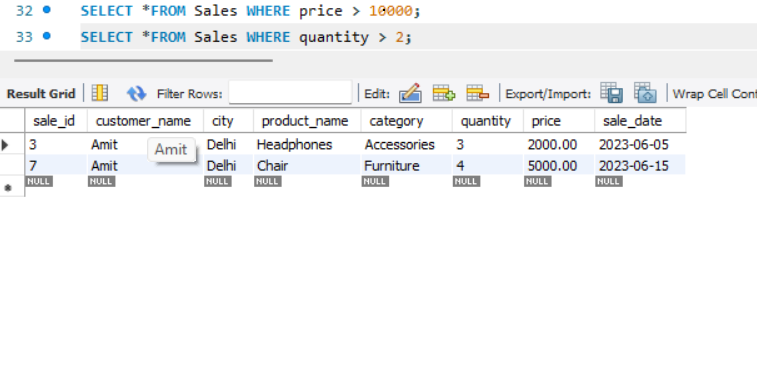 32 SELECT *FROM Sales WHERE price > 10000;
33 SELECT *FROM Sales WHERE quantity > 2;
Result Grid Filter Rows: Edit: Export/Import: Wrap Cell Cont
sale_id customer_name city product_name category quantity price sale_date
3 Amit Delhi Headphones Accessories 3 2000.00 2023-06-05
Amit
7 Amit Delhi Chair Furniture 4 5000.00 2023-06-15
NULL NULL NULL NULL NULL NULL NULL NULL